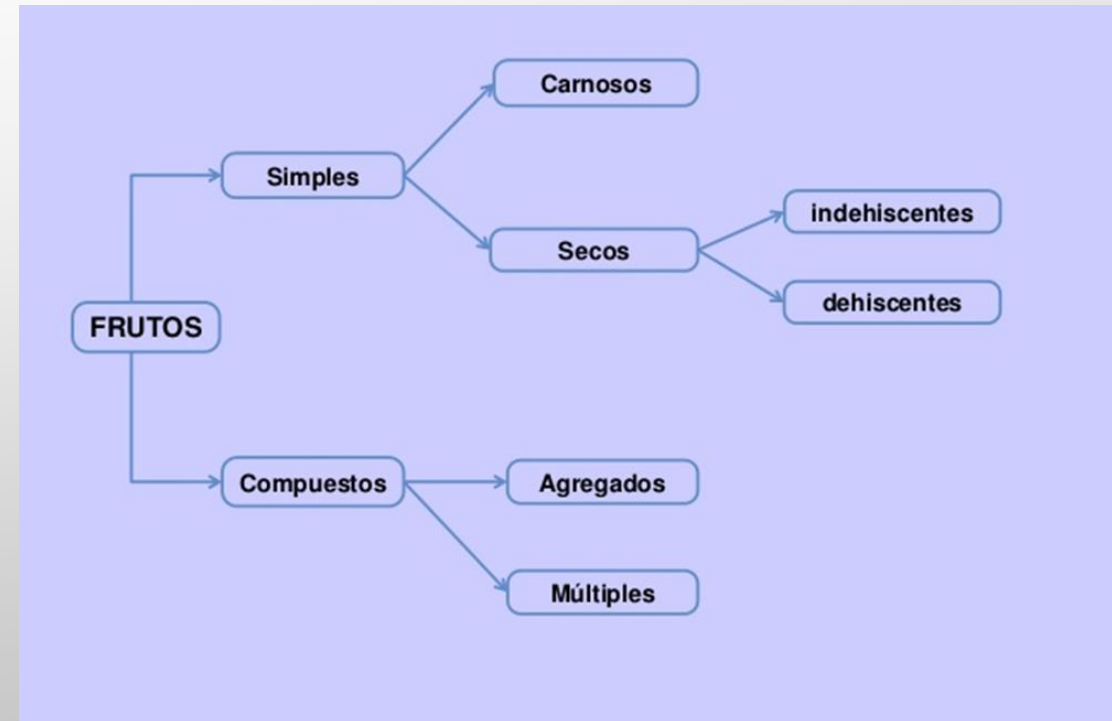 Carnosos
Simples
indehiscentes
Secos
dehiscentes
FRUTOS
Compuestos
Agregados
Múltiples